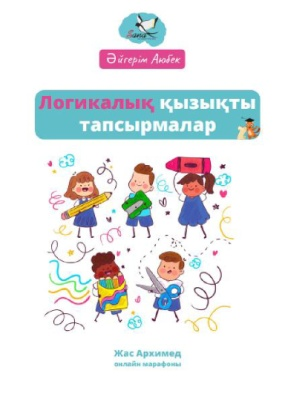 Әйгерім Аюбек
Логикалық қызықты
тапсырмалар
Жас Архимед
онлайн марафоны